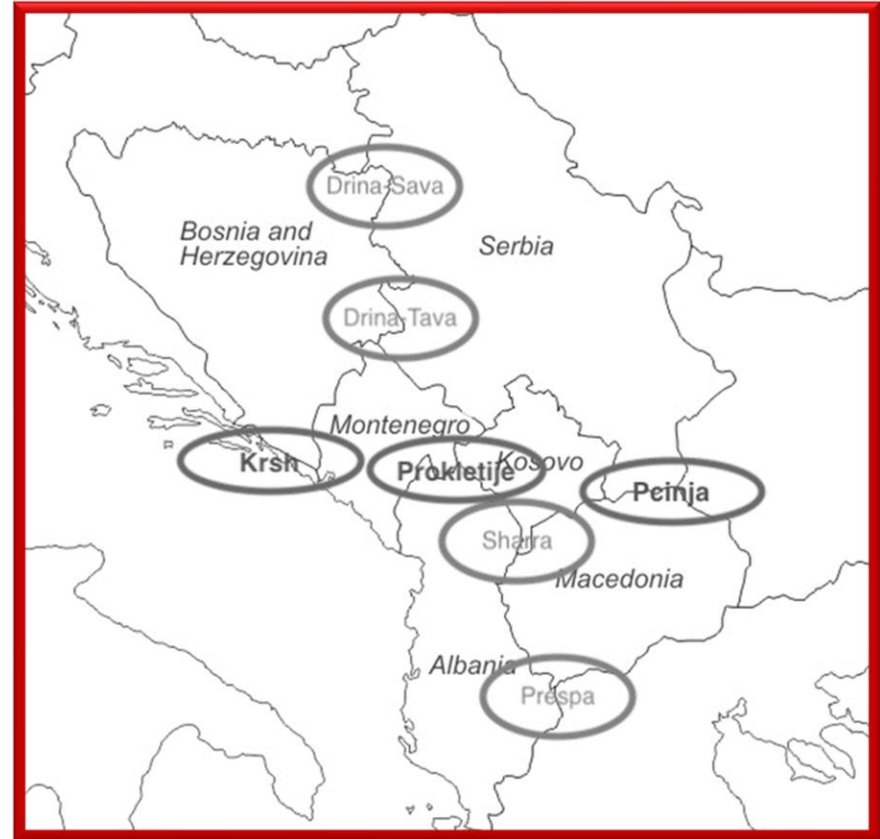 Drina-Sava
Bosnia and
Herzegovina
Serbia
Drina-Tava
Montenegro
Krsh
Prokletije
Kosovo
Pcinja
Sharra
Macedonia
Albania
Prespa